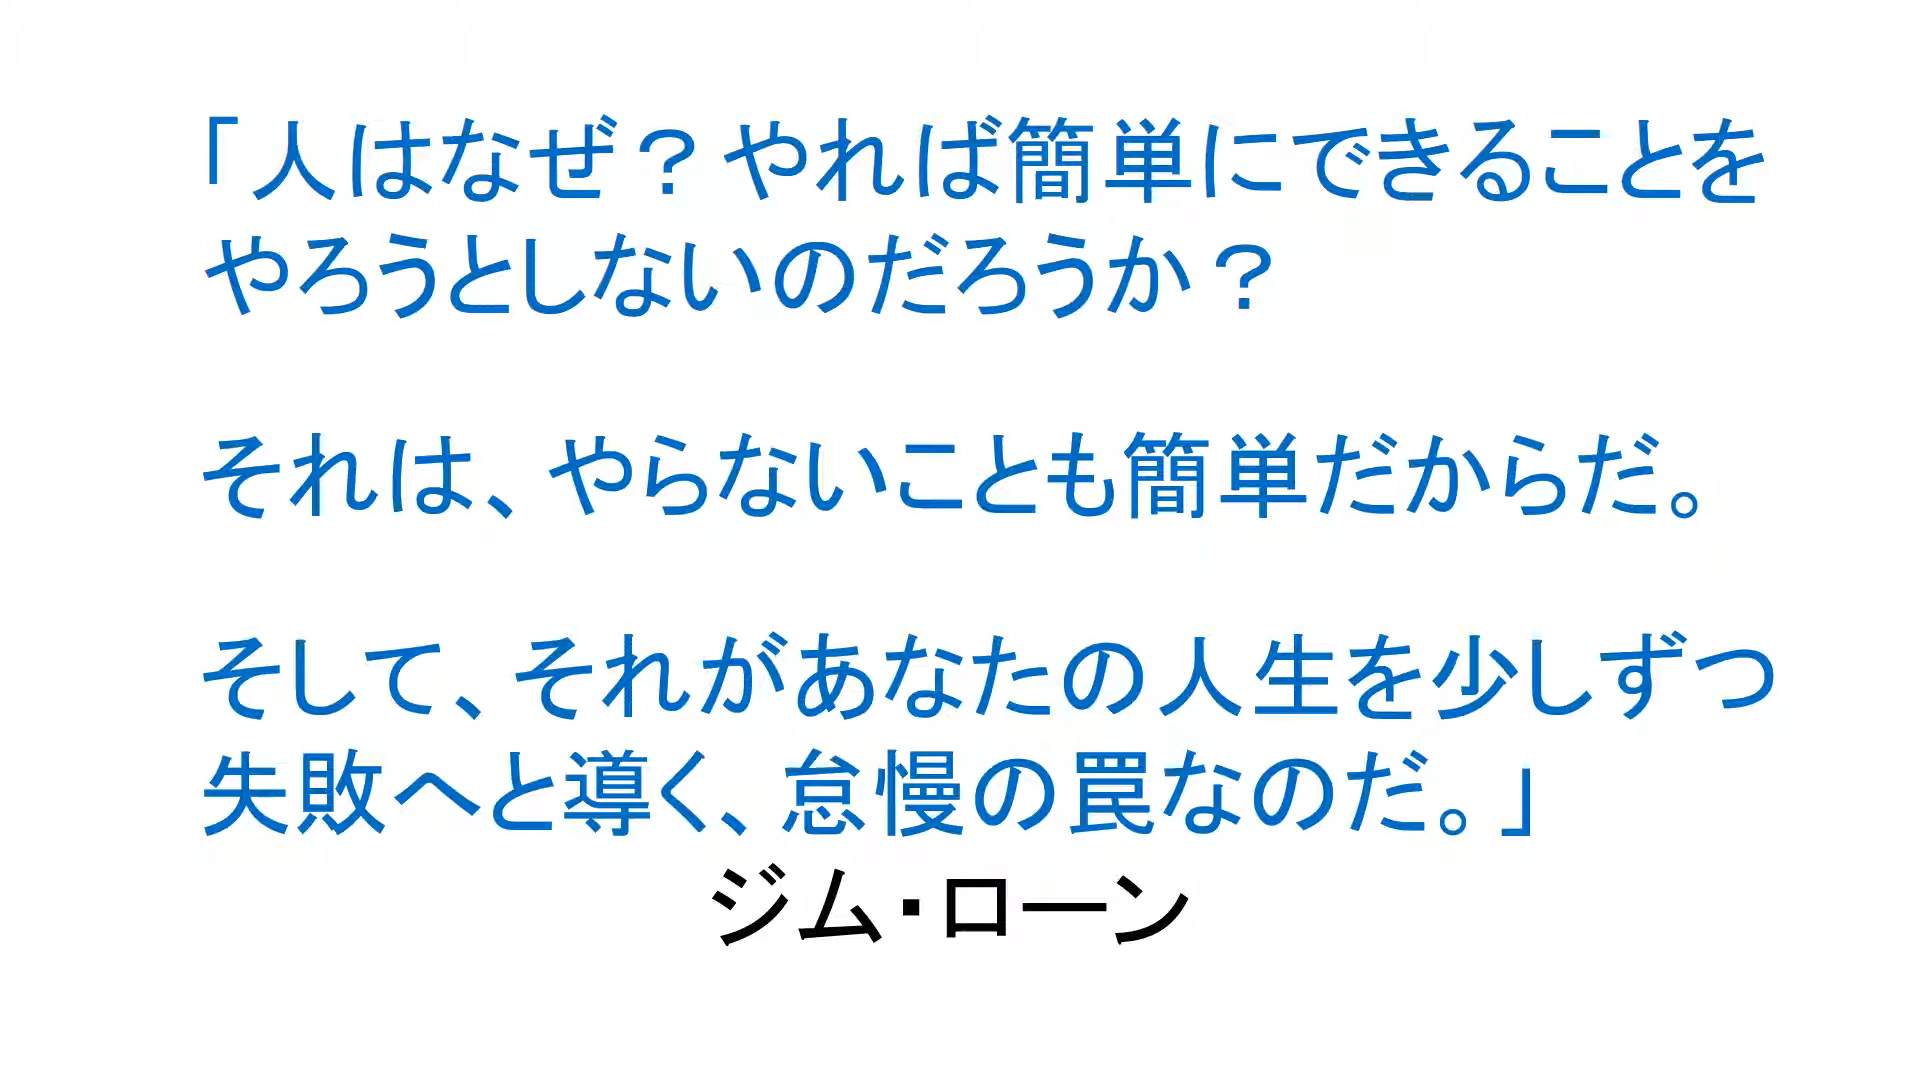 「人はなぜ？やれば簡単にできることを
やろうとしないのだろうか？
それは、やらないことも簡単だからだ。
そして、それがあなたの人生を少しずつ
失敗へと導く、怠慢の罠なのだ。」
ジム・ローン